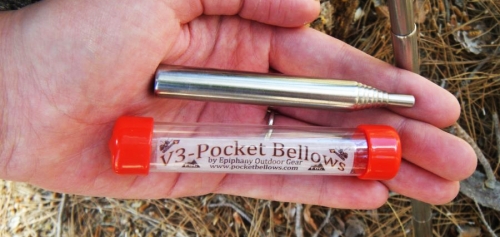 V3-Pocket Bellows
by Epiphany Outdoor Gear
www.pocketbellows.com